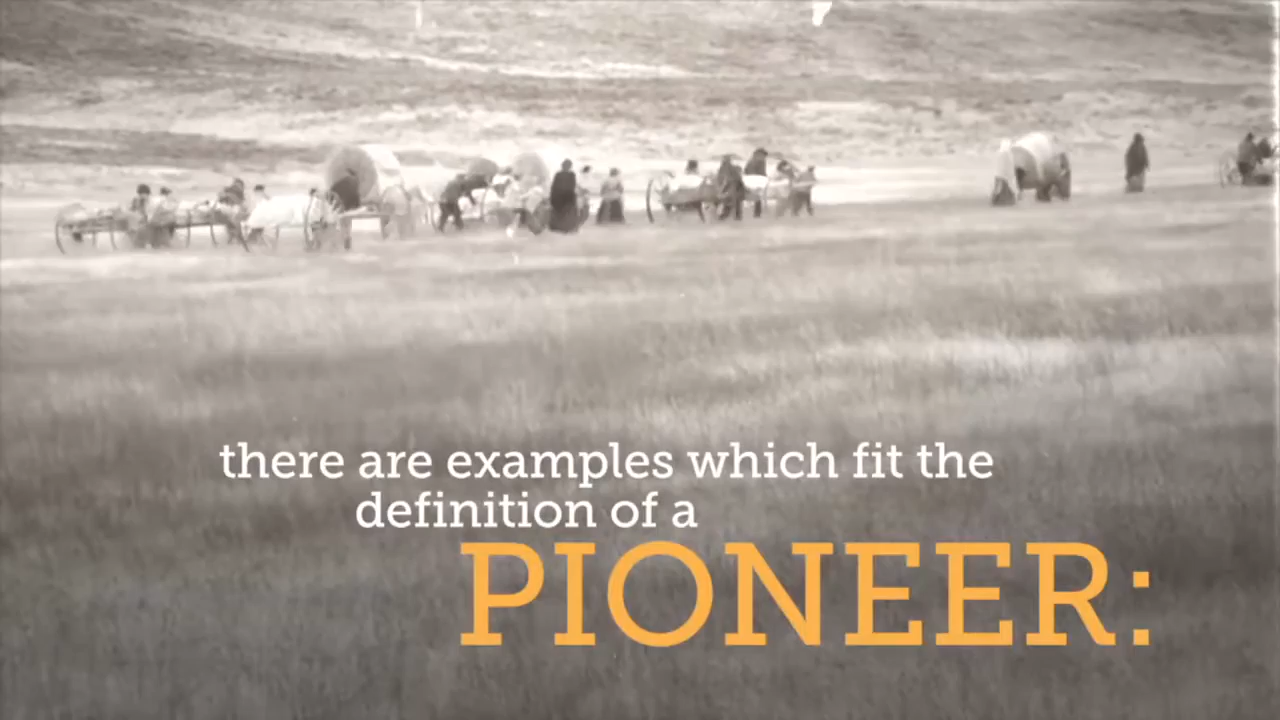 there are examples which fit the
definition of a
PIONEER: